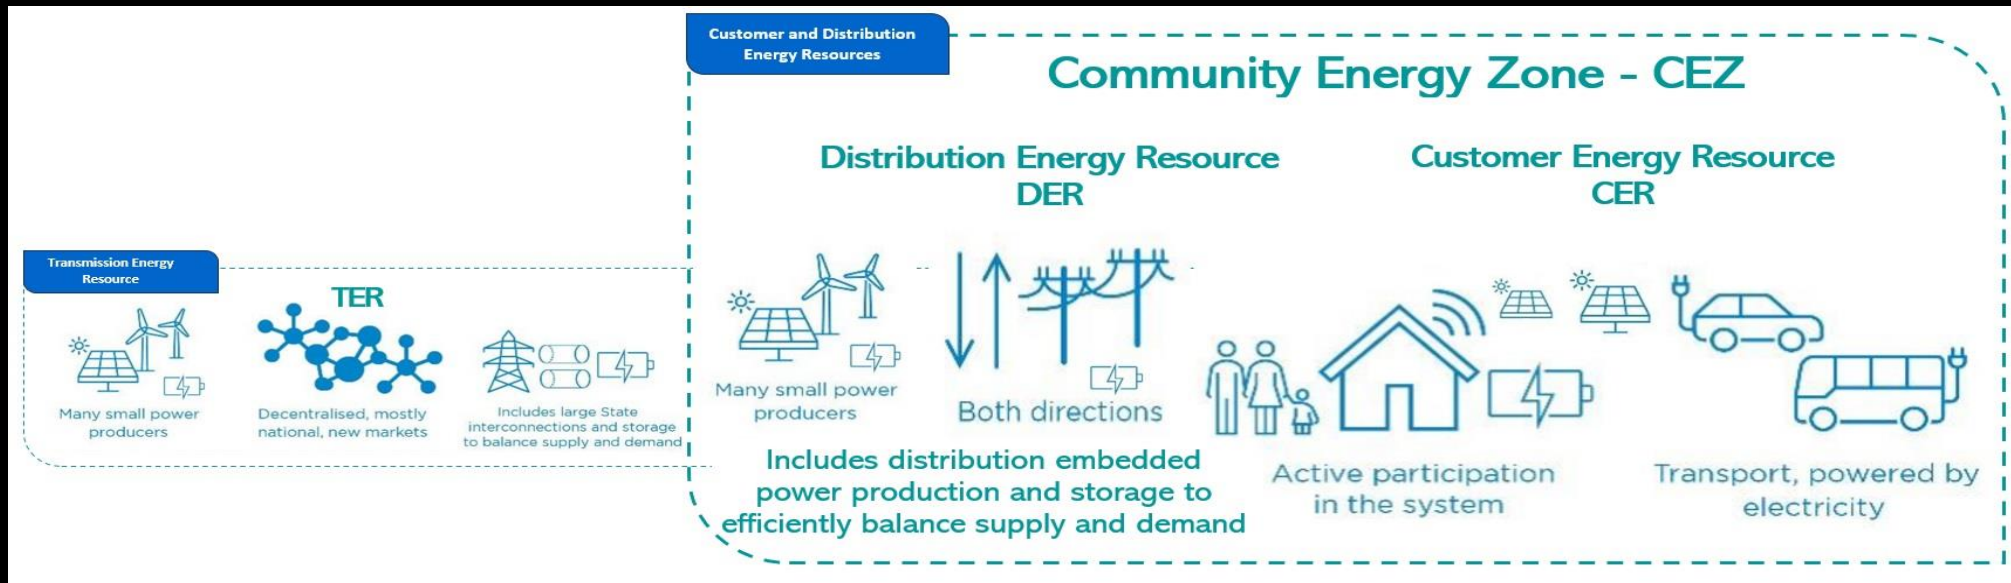 Customer and Distribution
Energy Resources
Community Energy Zone - CEZ
Distribution Energy Resource
DER
Customer Energy Resource
CER
Transmission Energy
Resource
TER
Many small power
producers
Decentralised, mostly
national, new markets
Includes large State
interconnections and storage
to balance supply and demand
Many small power
producers
Both directions
Includes distribution embedded
power production and storage to
efficiently balance supply and demand
Active participation
in the system
Transport, powered by
electricity